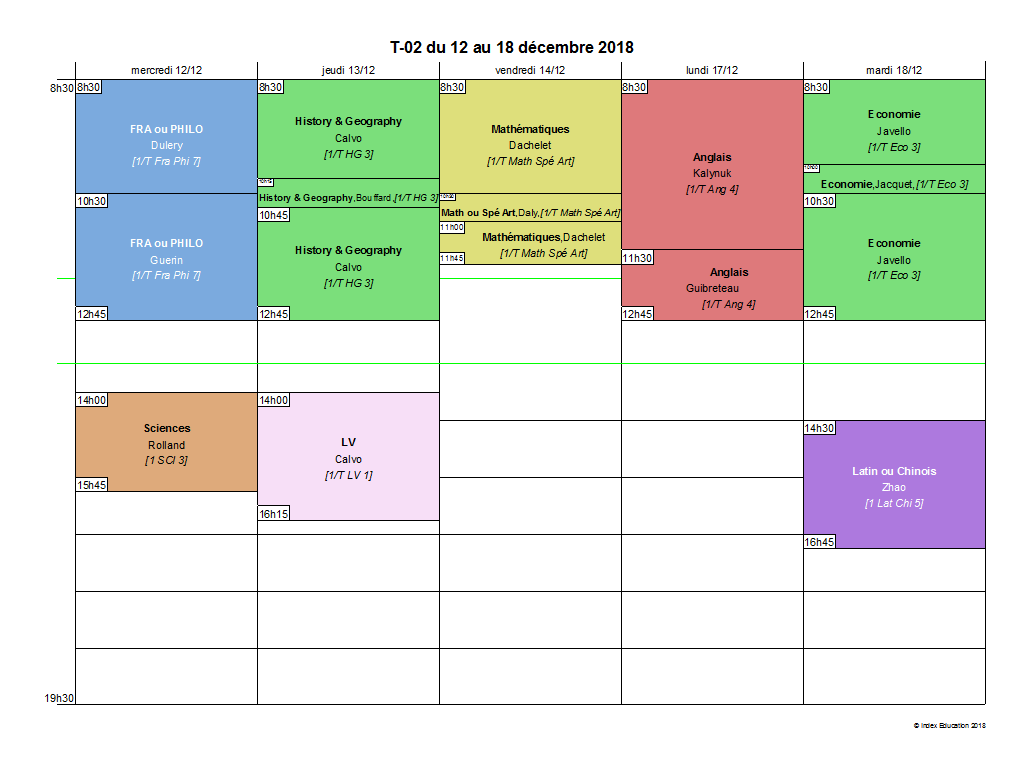 T-02 du 12 au 18 décembre 2018
mercredi 12/12
jeudi 13/12
vendredi 14/12
lundi 17/12
mardi 18/12
8h30
19h30
8h30
FRA ou PHILO
Dulery
[1/T Fra Phi 7]
10h30
FRA ou PHILO
Guerin
[1/T Fra Phi 7]
12h45
14h00
Sciences
Rolland
[1 SCI 3]
15h45
8h30
History & Geography
Calvo
[1/T HG 3]
History & Geography,Bouffard,[1/T HG 3]
10h45
History & Geography
Calvo
[1/T HG 3]
12h45
14h00
LV
Calvo
[1/T LV 1]
16h15
8h30
Mathématiques
Dachelet
[1/T Math Spé Art]
10h30
Math ou Spé Art,Daly,[1/T Math Spé Art]
11h00
Mathématiques,Dachelet
[1/T Math Spé Art]
11h45
8h30
Anglais
Kalynuk
[1/T Ang 4]
11h30
Anglais
Guibreteau
[1/T Ang 4]
12h45
8h30
Economie
Javello
[1/T Eco 3]
Economie,Jacquet,[1/T Eco 3]
10h30
Economie
Javello
[1/T Eco 3]
12h45
14h30
Latin ou Chinois
Zhao
[1 Lat Chi 5]
16h45
© Index Education 2018